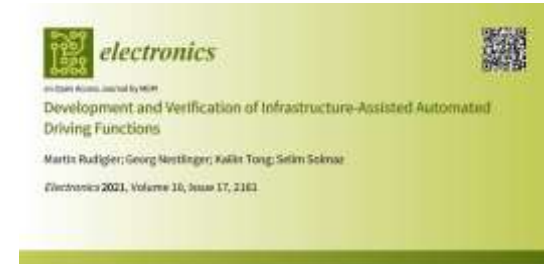 electronics
an Open Access Journal by MDPI
Development and Verification of Infrastructure-Assisted Automated
Driving Functions
Martin Rudigier; Georg Nestlinger; Kailin Tong; Selim Solmaz
Electronics 2021, Volume 10, Issue 17, 2161